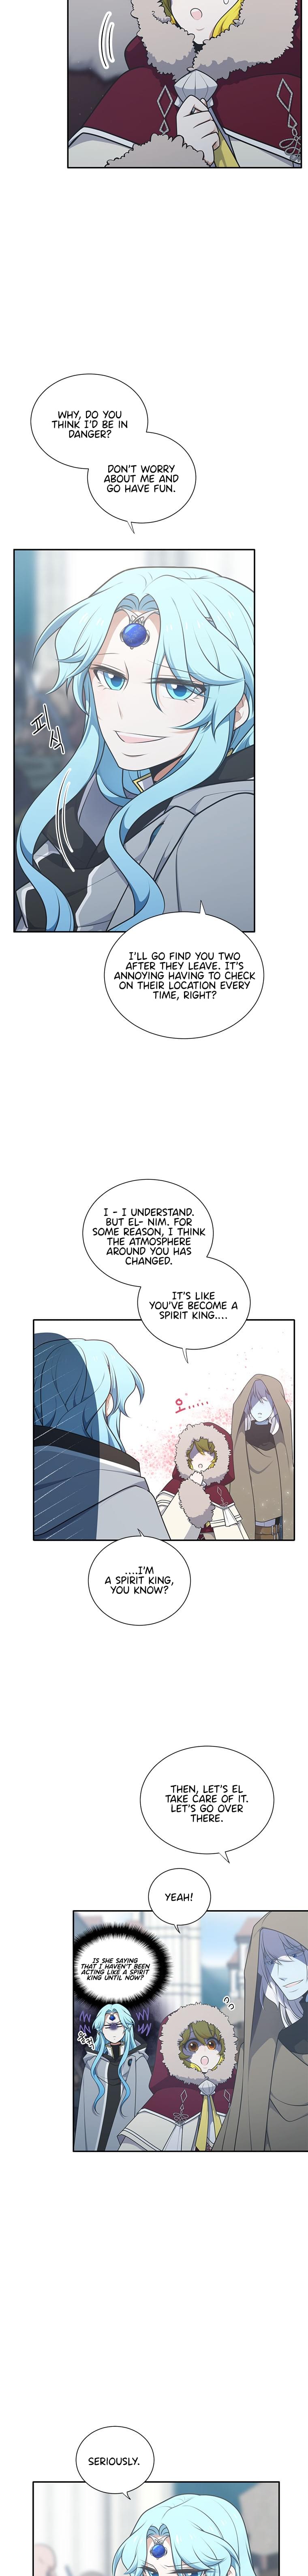 WHY, DO YOU
THINK I'D BE IN
DANGER?
DON'T WORRY
ABOUT ME AND
GO HAVE FUN.
피식
I'LL GO FIND YOU TWO
AFTER THEY LEAVE. IT'S
ANNOYING HAVING TO CHECK
ON THEIR LOCATION EVERY
TIME, RIGHT?
I - I UNDERSTAND.
BUT EL- NIM. FOR
SOME REASON, I THINK
THE ATMOSPHERE
AROUND YOU HAS
CHANGED.
IT'S LIKE
YOU'VE BECOME A
SPIRIT KING....
오.....
....I'M
A SPIRIT KING,
YOU KNOW?
THEN, LET'S EL
TAKE CARE OF IT.
LET'S GO OVER
THERE.
YEAH!
IS SHE SAYING
THAT I HAVEN'T BEEN
ACTING LIKE A SPIRIT
KING UNTIL NOW?
SERIOUSLY.